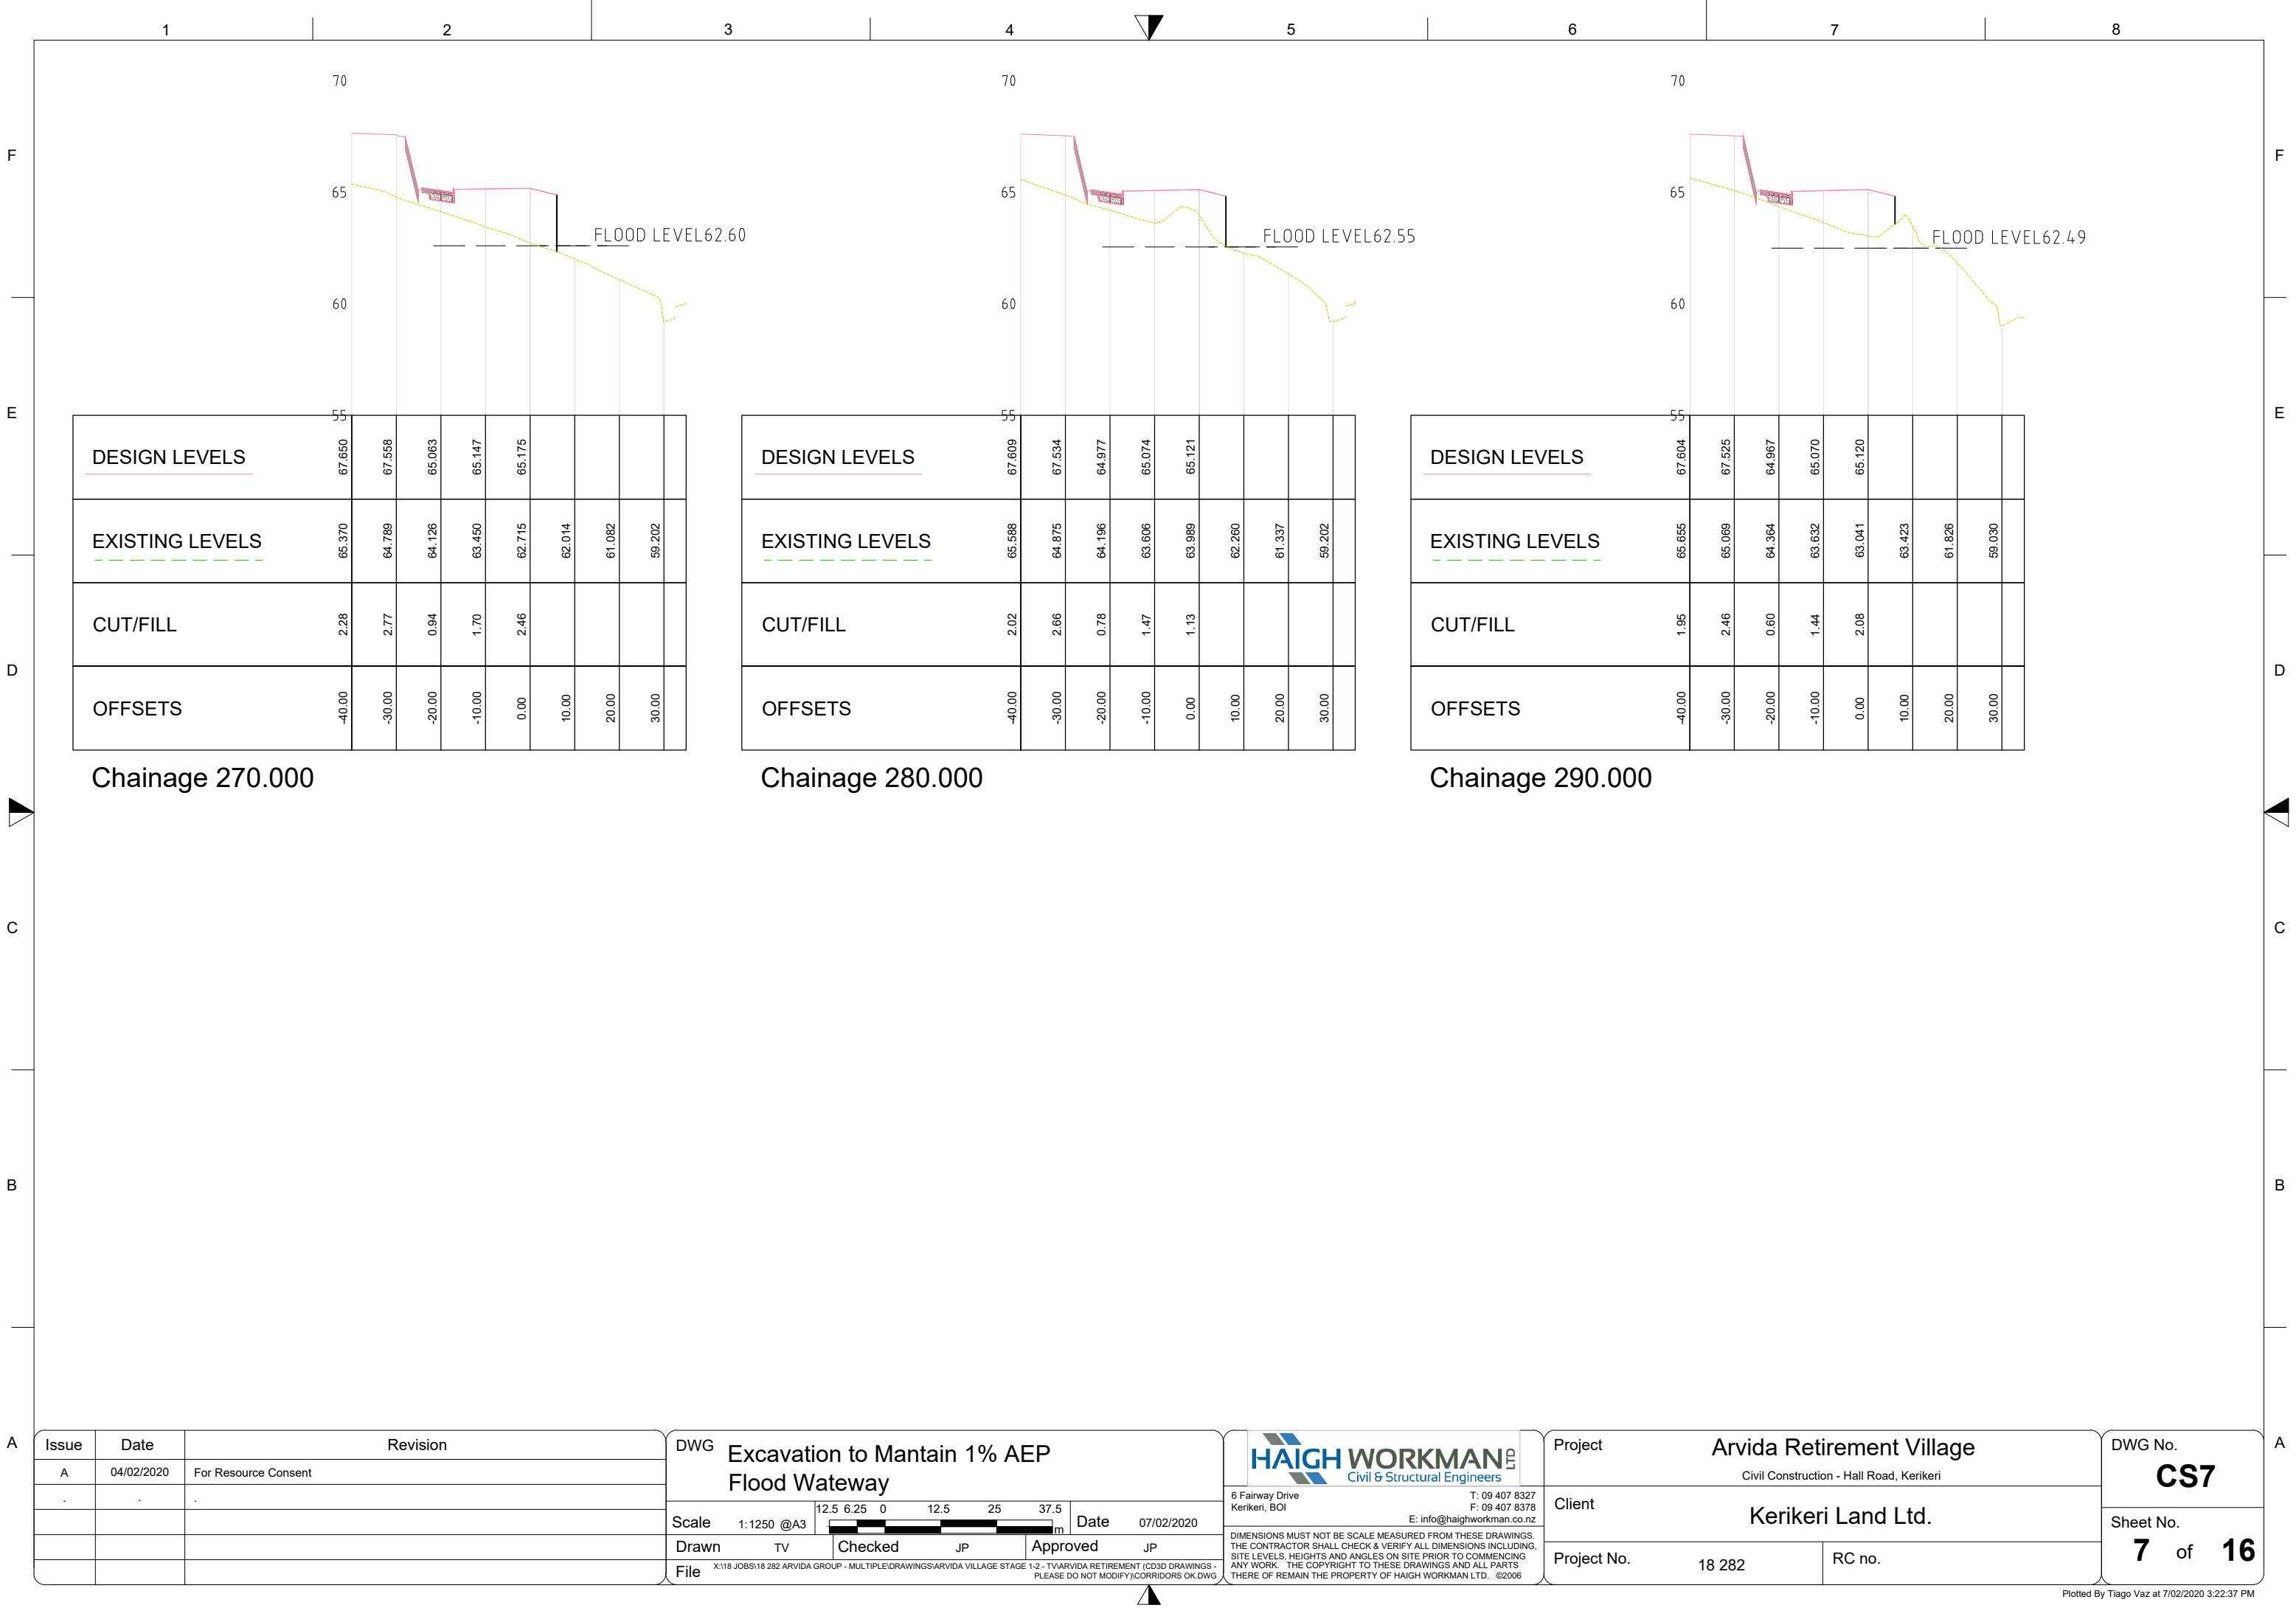 1 2 3 4 5 6 7 8
F F
E E
D D
C C
B B
A A
70
65
60
55
FLOOD LEVEL62.60
DESIGN LEVELS 67.650 67.558 65.063 65.147 65.175
EXISTING LEVELS 65.370 64.789 64.126 63.450 62.715 62.014 61.082 59.202
CUT/FILL 2.28 2.77 0.94 1.70 2.46
OFFSETS -40.00 -30.00 -20.00 -10.00 0.00 10.00 20.00 30.00
Chainage 270.000
70
65
60
55
FLOOD LEVEL62.55
DESIGN LEVELS 67.609 67.534 64.977 65.074 65.121
EXISTING LEVELS 65.588 64.875 64.196 63.606 63.989 62.260 61.337 59.202
CUT/FILL 2.02 2.66 0.78 1.47 1.13
OFFSETS -40.00 -30.00 -20.00 -10.00 0.00 10.00 20.00 30.00
Chainage 280.000
70
65
60
55
FLOOD LEVEL62.49
DESIGN LEVELS 67.604 67.525 64.967 65.070 65.120
EXISTING LEVELS 65.655 65.069 64.364 63.632 63.041 63.423 61.826 59.030
CUT/FILL 1.95 2.46 0.60 1.44 2.08
OFFSETS -40.00 -30.00 -20.00 -10.00 0.00 10.00 20.00 30.00
Chainage 290.000
Issue Date Revision
A 04/02/2020 For Resource Consent
. . .
DWG Excavation to Mantain 1% AEP
Flood Wateway
Scale 1:1250 @A3 12.5 6.25 0 12.5 25 37.5 m Date 07/02/2020
Drawn TV Checked JP Approved JP
File X:\18 JOBS\18 282 ARVIDA GROUP - MULTIPLE\DRAWINGS\ARVIDA VILLAGE STAGE 1-2 - TV\ARVIDA RETIREMENT (CD3D DRAWINGS -
PLEASE DO NOT MODIFY)\CORRIDORS OK.DWG
HAIGH WORKMAN LTD
Civil & Structural Engineers
6 Fairway Drive T: 09 407 8327
Kerikeri, BOI F: 09 407 8378
E: info@haighworkman.co.nz
DIMENSIONS MUST NOT BE SCALE MEASURED FROM THESE DRAWINGS.
THE CONTRACTOR SHALL CHECK & VERIFY ALL DIMENSIONS INCLUDING,
SITE LEVELS, HEIGHTS AND ANGLES ON SITE PRIOR TO COMMENCING
ANY WORK. THE COPYRIGHT TO THESE DRAWINGS AND ALL PARTS
THERE OF REMAIN THE PROPERTY OF HAIGH WORKMAN LTD. ©2006
Project Arvida Retirement Village
Civil Construction - Hall Road, Kerikeri
Client Kerikeri Land Ltd.
Project No. 18 282 RC no.
DWG No.
CS7
Sheet No.
7 of 16
Plotted By Tiago Vaz at 7/02/2020 3:22:37 PM